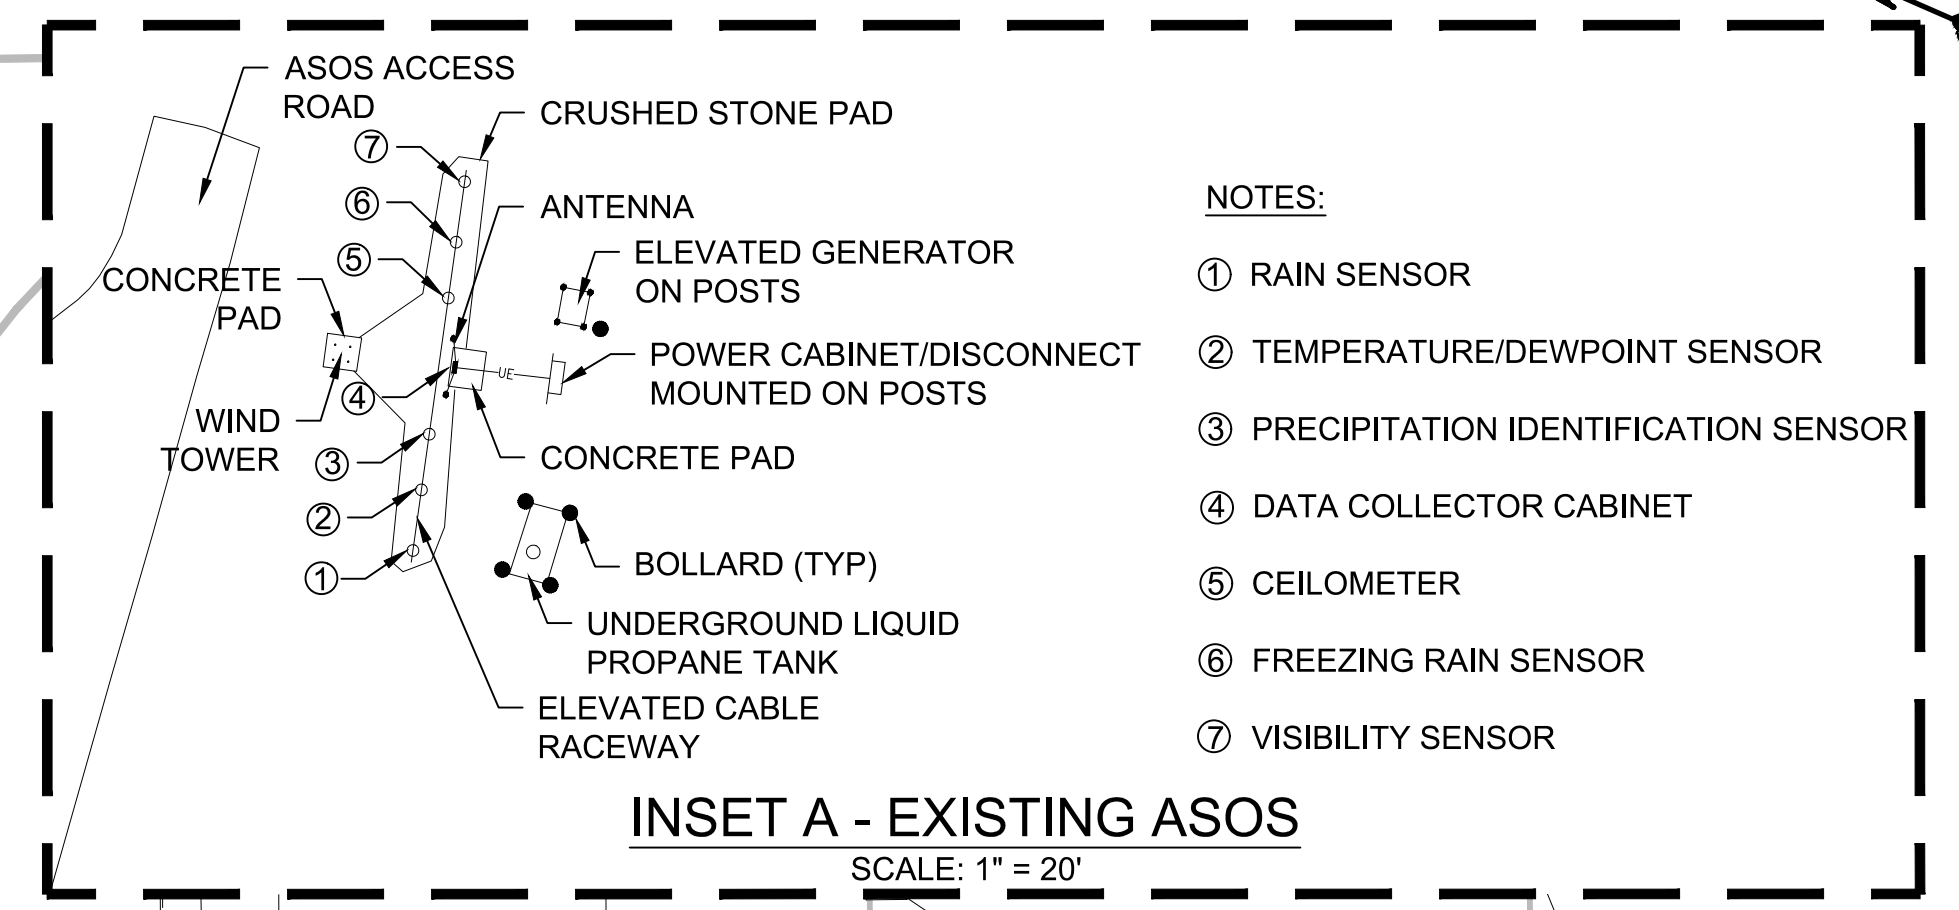 ASOS ACCESS
ROAD
CRUSHED STONE PAD
⑦
⑥
ANTENNA
⑤
ELEVATED GENERATOR
ON POSTS
CONCRETE
PAD
POWER CABINET/DISCONNECT
MOUNTED ON POSTS
UE
④
WIND
TOWER
③
CONCRETE PAD
②
①
BOLLARD (TYP)
UNDERGROUND LIQUID
PROPANE TANK
ELEVATED CABLE
RACEWAY
NOTES:
① RAIN SENSOR
② TEMPERATURE/DEWPOINT SENSOR
③ PRECIPITATION IDENTIFICATION SENSOR
④ DATA COLLECTOR CABINET
⑤ CEILOMETER
⑥ FREEZING RAIN SENSOR
⑦ VISIBILITY SENSOR
INSET A - EXISTING ASOS
SCALE: 1" = 20'